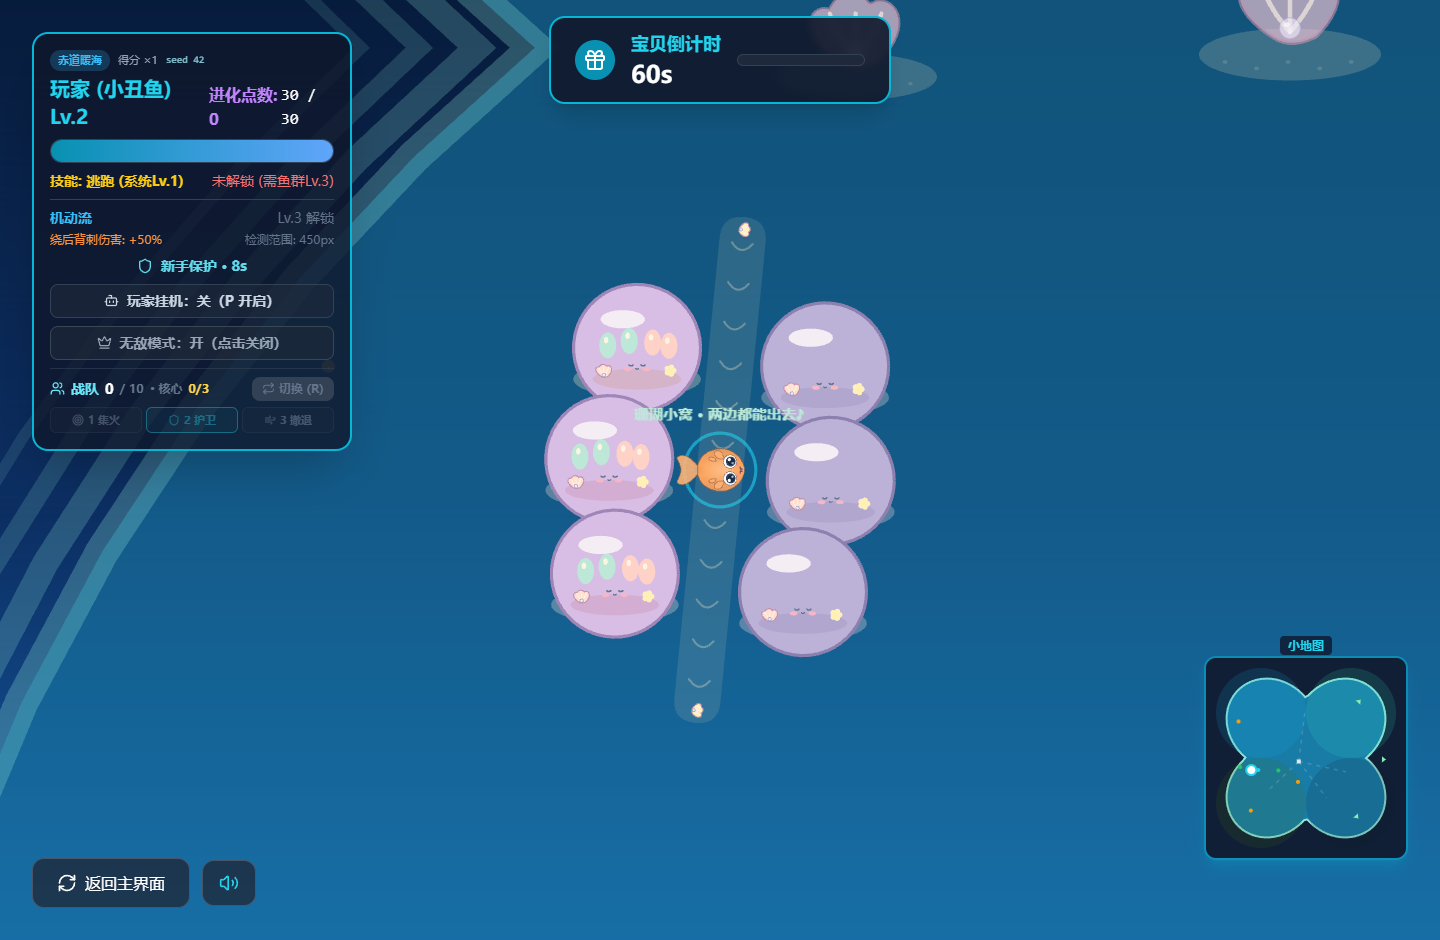 赤道暖海 得分 ×1 seed 42
玩家 (小丑鱼) Lv.2
进化点数: 0
30 / 30
技能: 逃跑 (系统Lv.1) 未解锁 (需鱼群Lv.3)
机动流 Lv.3 解锁
绕后背刺伤害: +50% 检测范围: 450px
新手保护 • 8s
玩家挂机: 关 (P 开启)
无敌模式: 开 (点击关闭)
战队 0 / 10 • 核心 0/3 切换 (R)
1 集火 2 护卫 3 撤退
宝贝倒计时
60s
珊瑚小窝 • 两边都能出去♪
小地图
返回主界面